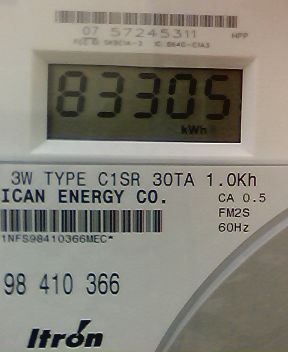 07 57245311
HPP
83305
kWh
3W TYPE C1SR 30TA 1.0Kh
ICAN ENERGY CO.
CA 0.5
FM2S
60Hz
1NFS98410366MEC*
98 410 366
Itron